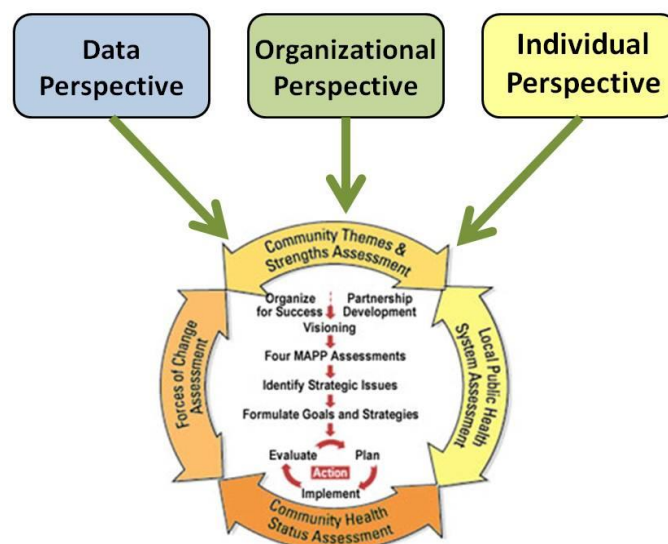 Data
Perspective
Organizational
Perspective
Individual
Perspective
Community Themes &
Strengths Assessment
Organize
for Success
Partnership
Development
Visioning
Four MAPP Assessments
Identify Strategic Issues
Formulate Goals and Strategies
Evaluate
Plan
Action
Implement
Forces of Change
Assessment
Local Public Health
System Assessment
Community Health
Status Assessment